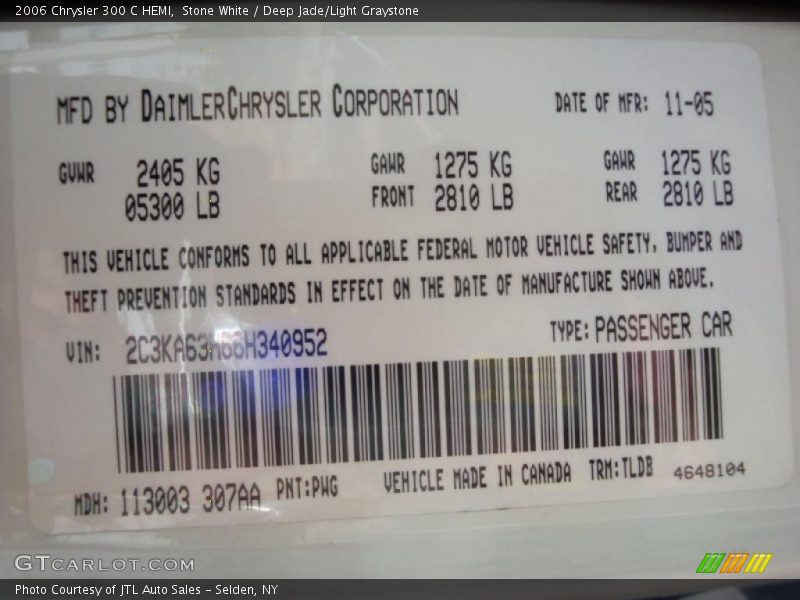 2006 Chrysler 300 C HEMI, Stone White / Deep Jade/Light Graystone
MFD BY DAIMLERCHRYSLER CORPORATION DATE OF MFR: 11-05
GVWR 2405 KG GAWR 1275 KG GAWR 1275 KG
05300 LB FRONT 2810 LB REAR 2810 LB
THIS VEHICLE CONFORMS TO ALL APPLICABLE FEDERAL MOTOR VEHICLE SAFETY, BUMPER AND
THEFT PREVENTION STANDARDS IN EFFECT ON THE DATE OF MANUFACTURE SHOWN ABOVE.
VIN: 2C3KA63H66H340952 TYPE: PASSENGER CAR
MDH: 113003 307AA PNT:PWG VEHICLE MADE IN CANADA TRM:TLDB 4648104
GTCARLOT.COM
Photo Courtesy of JTL Auto Sales - Selden, NY